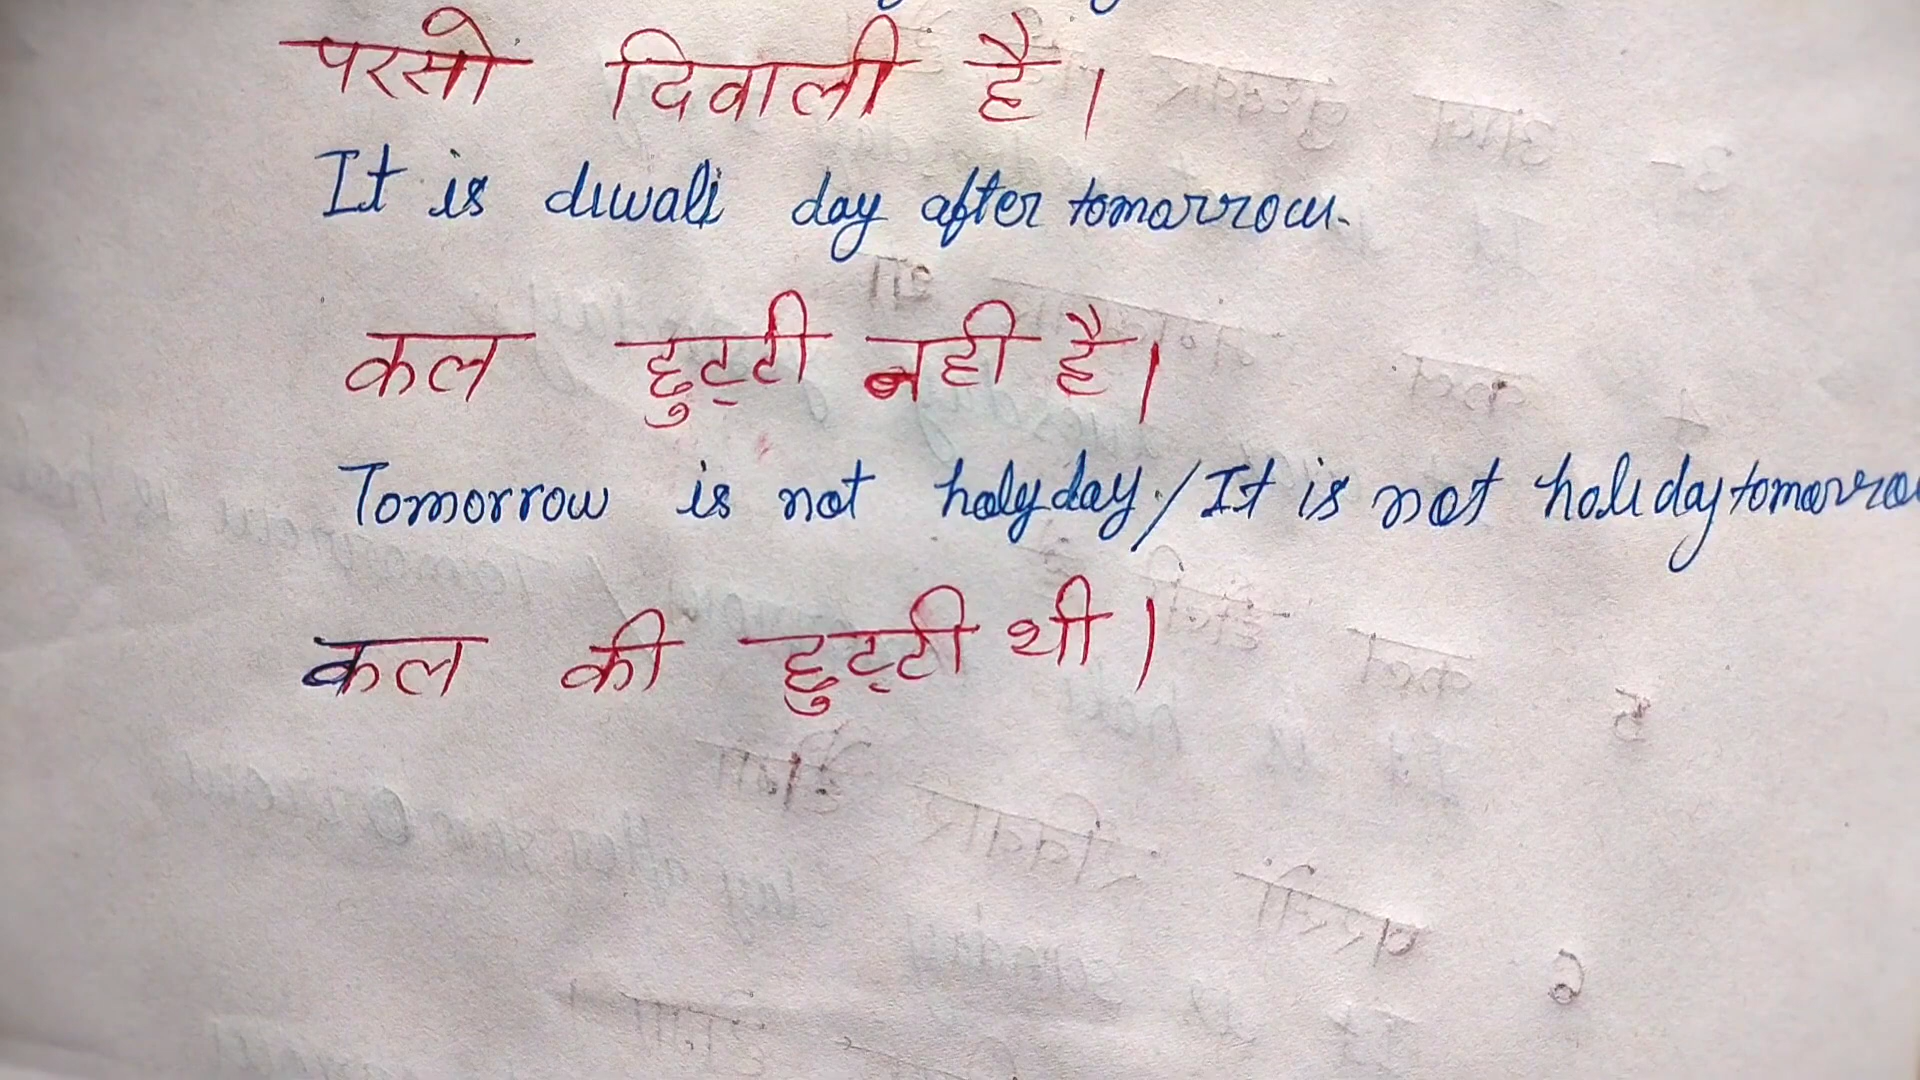 परसो दिवाली है।
It is diwali day after tomorrow.
कल छुट्टी नही है।
Tomorrow is not holyday. / It is not holiday tomorrow
कल की छुट्टी थी।